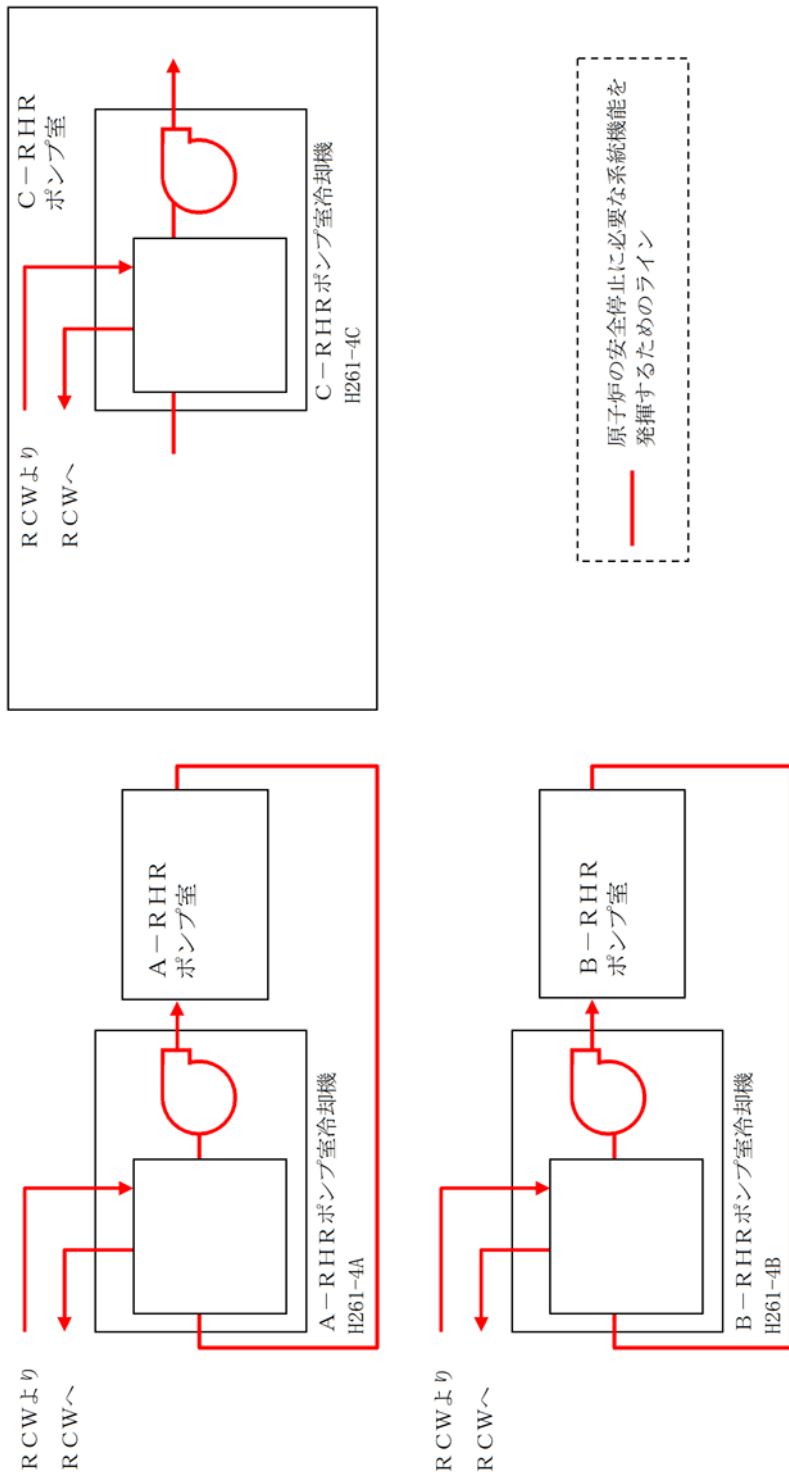 RCWより
RCWへ
A－RHR
ポンプ室
A－RHRポンプ室冷却機
H261-4A
RCWより
RCWへ
C－RHR
ポンプ室
C－RHRポンプ室冷却機
H261-4C
RCWより
RCWへ
B－RHR
ポンプ室
B－RHRポンプ室冷却機
H261-4B
原子炉の安全停止に必要な系統機能を
発揮するためのライン